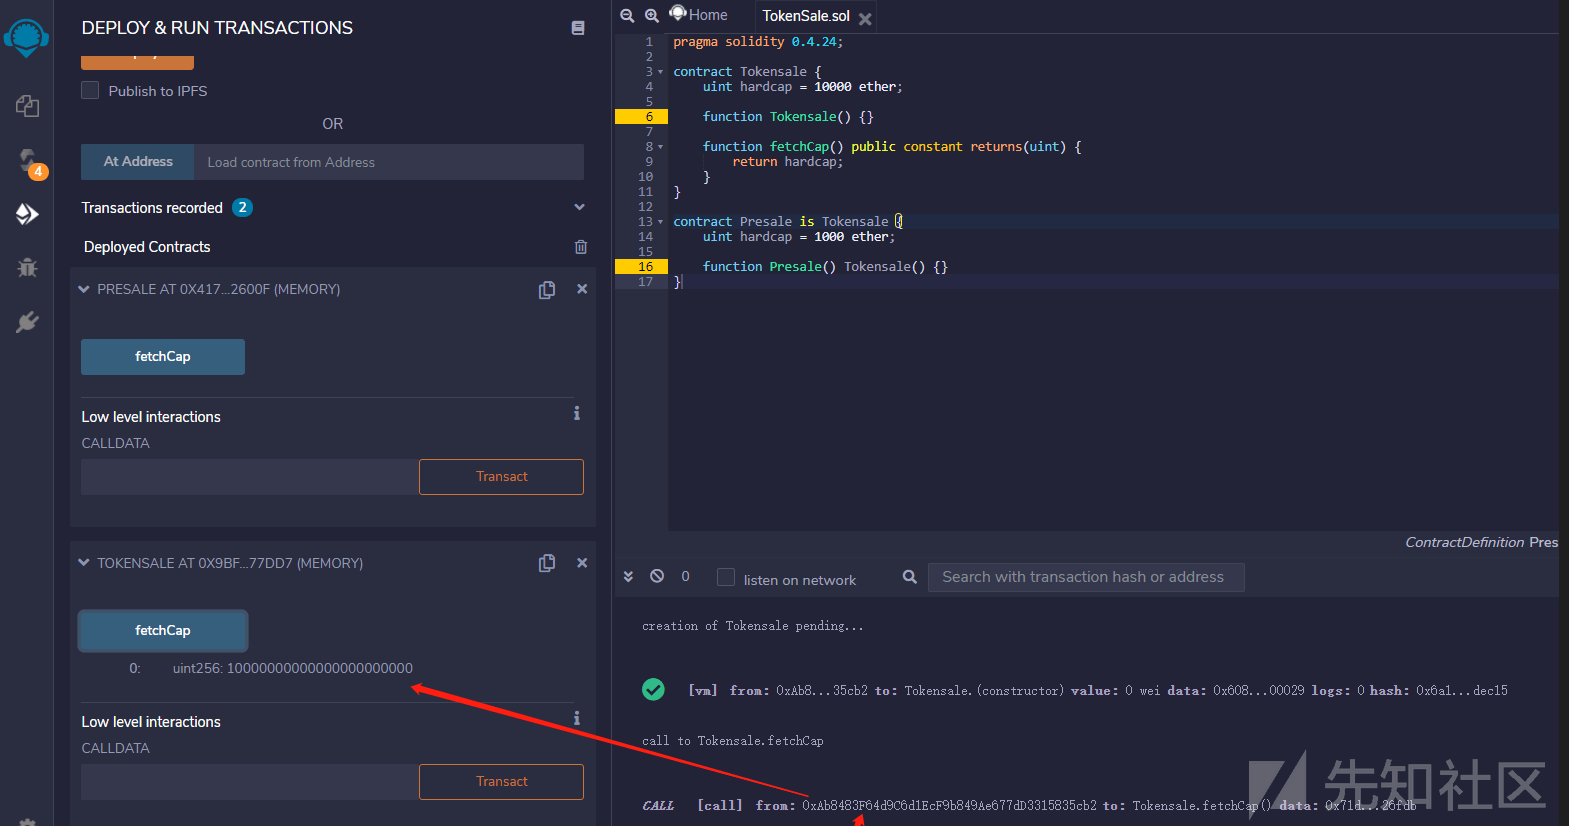 DEPLOY & RUN TRANSACTIONS
Publish to IPFS
OR
At Address Load contract from Address
Transactions recorded 2
Deployed Contracts
PRESALE AT 0X417...2600F (MEMORY)
fetchCap
Low level interactions
CALLDATA
Transact
TOKENSALE AT 0X9BF...77DD7 (MEMORY)
fetchCap
0: uint256: 10000000000000000000000
Low level interactions
CALLDATA
Transact
4
Home TokenSale.sol
1 pragma solidity 0.4.24;
2
3 contract Tokensale {
4 uint hardcap = 10000 ether;
5
6 function Tokensale() {}
7
8 function fetchCap() public constant returns(uint) {
9 return hardcap;
10 }
11 }
12
13 contract Presale is Tokensale {
14 uint hardcap = 1000 ether;
15
16 function Presale() Tokensale() {}
17 }
ContractDefinition Pres
0 listen on network Search with transaction hash or address
creation of Tokensale pending...
[vm] from: 0xAb8...35cb2 to: Tokensale.(constructor) value: 0 wei data: 0x608...00029 logs: 0 hash: 0x6a1...dec15
call to Tokensale.fetchCap
CALL [call] from: 0xAb8483F64d9C6d1EcF9b849Ae677dD3315835cb2 to: Tokensale.fetchCap() data: 0x71d...26fdb
先知社区